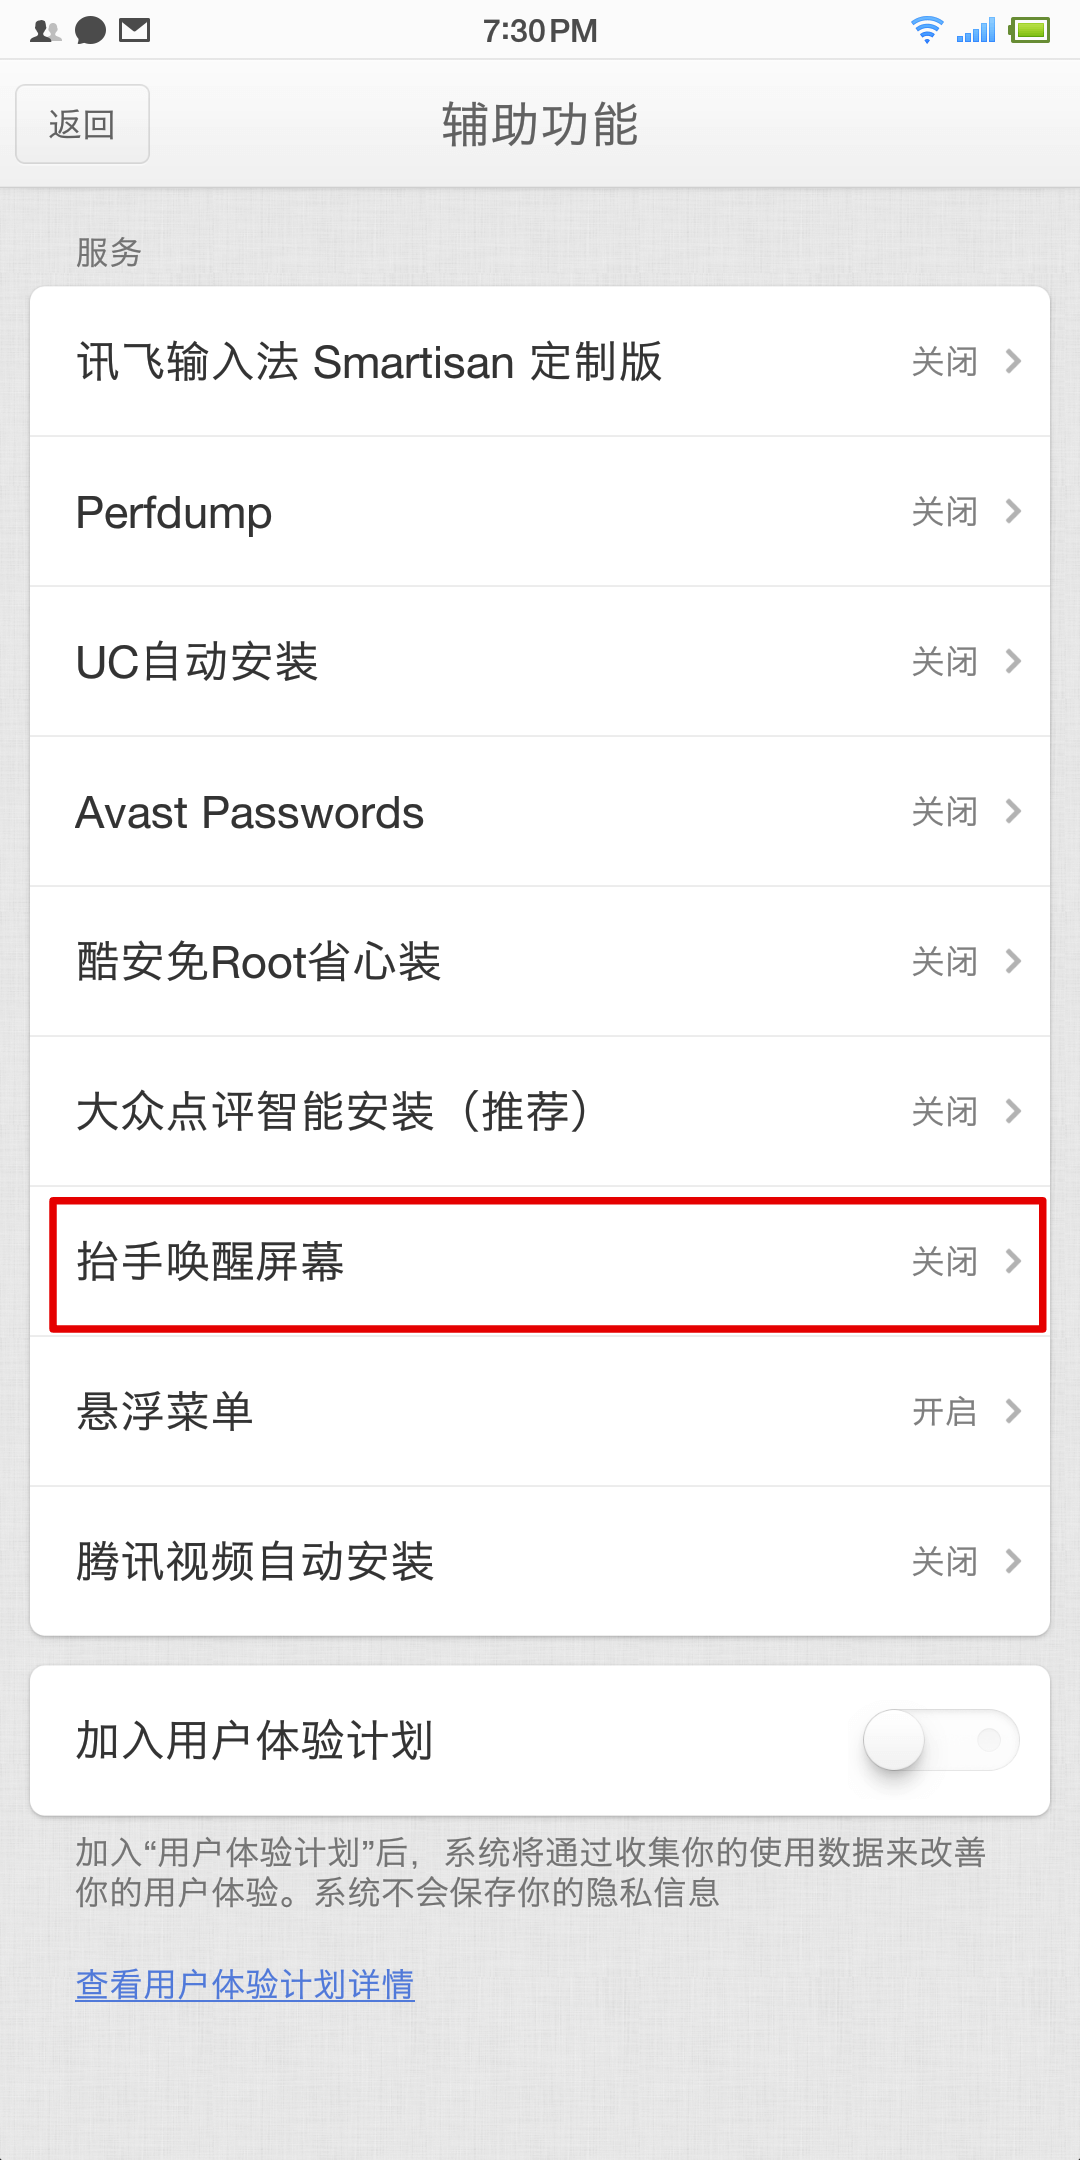 7:30 PM
返回
辅助功能
服务
讯飞输入法 Smartisan 定制版
关闭
Perfdump
关闭
UC自动安装
关闭
Avast Passwords
关闭
酷安免Root省心装
关闭
大众点评智能安装（推荐）
关闭
抬手唤醒屏幕
关闭
悬浮菜单
开启
腾讯视频自动安装
关闭
加入用户体验计划
加入“用户体验计划”后，系统将通过收集你的使用数据来改善
你的用户体验。系统不会保存你的隐私信息
查看用户体验计划详情